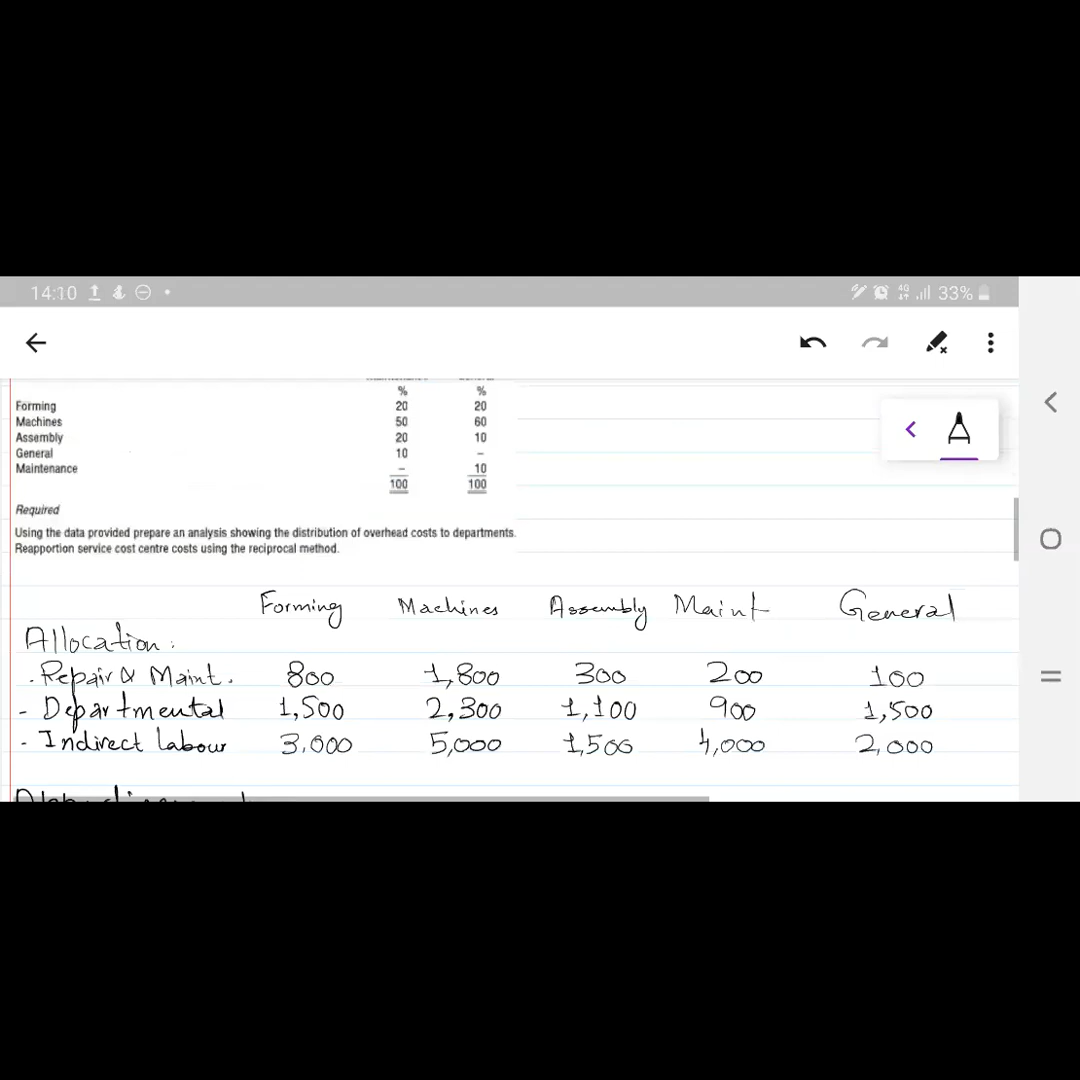 14:10 4G 33%
% %
Forming 20 20
Machines 50 60
Assembly 20 10
General 10 –
Maintenance – 10
100 100
Required
Using the data provided prepare an analysis showing the distribution of overhead costs to departments.
Reapportion service cost centre costs using the reciprocal method.
Forming Machines Assembly Maint General
Allocation:
- Repair & Maint. 800 1,800 300 200 100
- Departmental 1,500 2,300 1,100 900 1,500
- Indirect labour 3,000 5,000 1,500 4,000 2,000